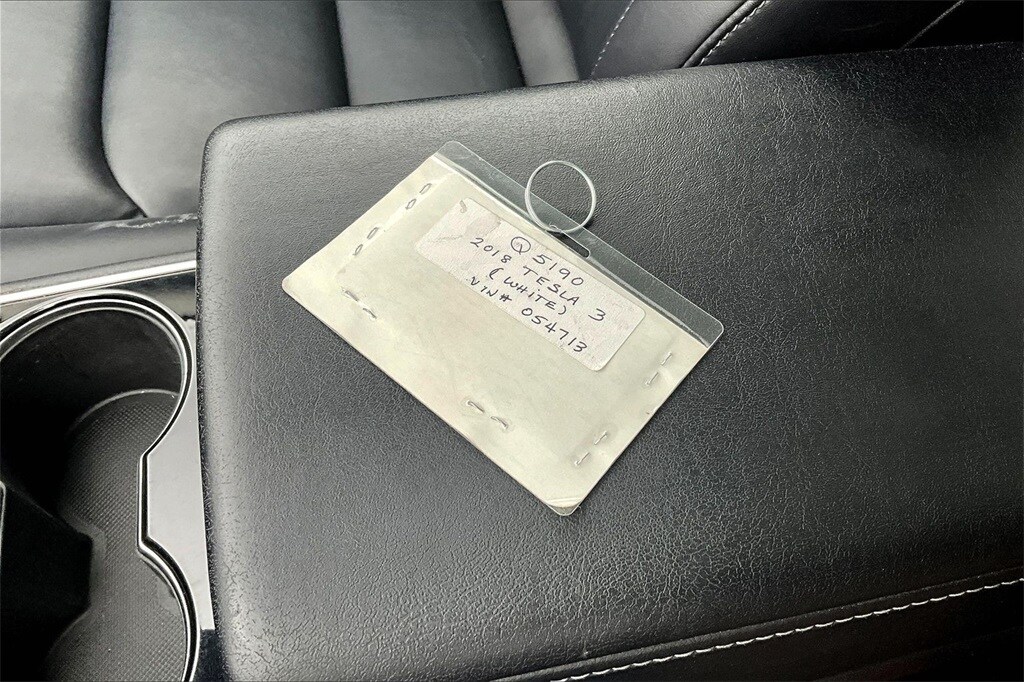 Q 5190
2018 TESLA 3
(WHITE)
VIN# 054713